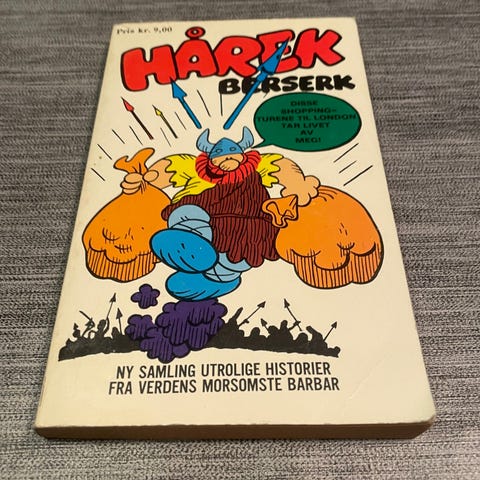 Pris kr. 9,00
HÅREK
BERSERK
DISSE
SHOPPING-
TURENE TIL LONDON
TAR LIVET
AV
MEG!
NY SAMLING UTROLIGE HISTORIER
FRA VERDENS MORSOMSTE BARBAR